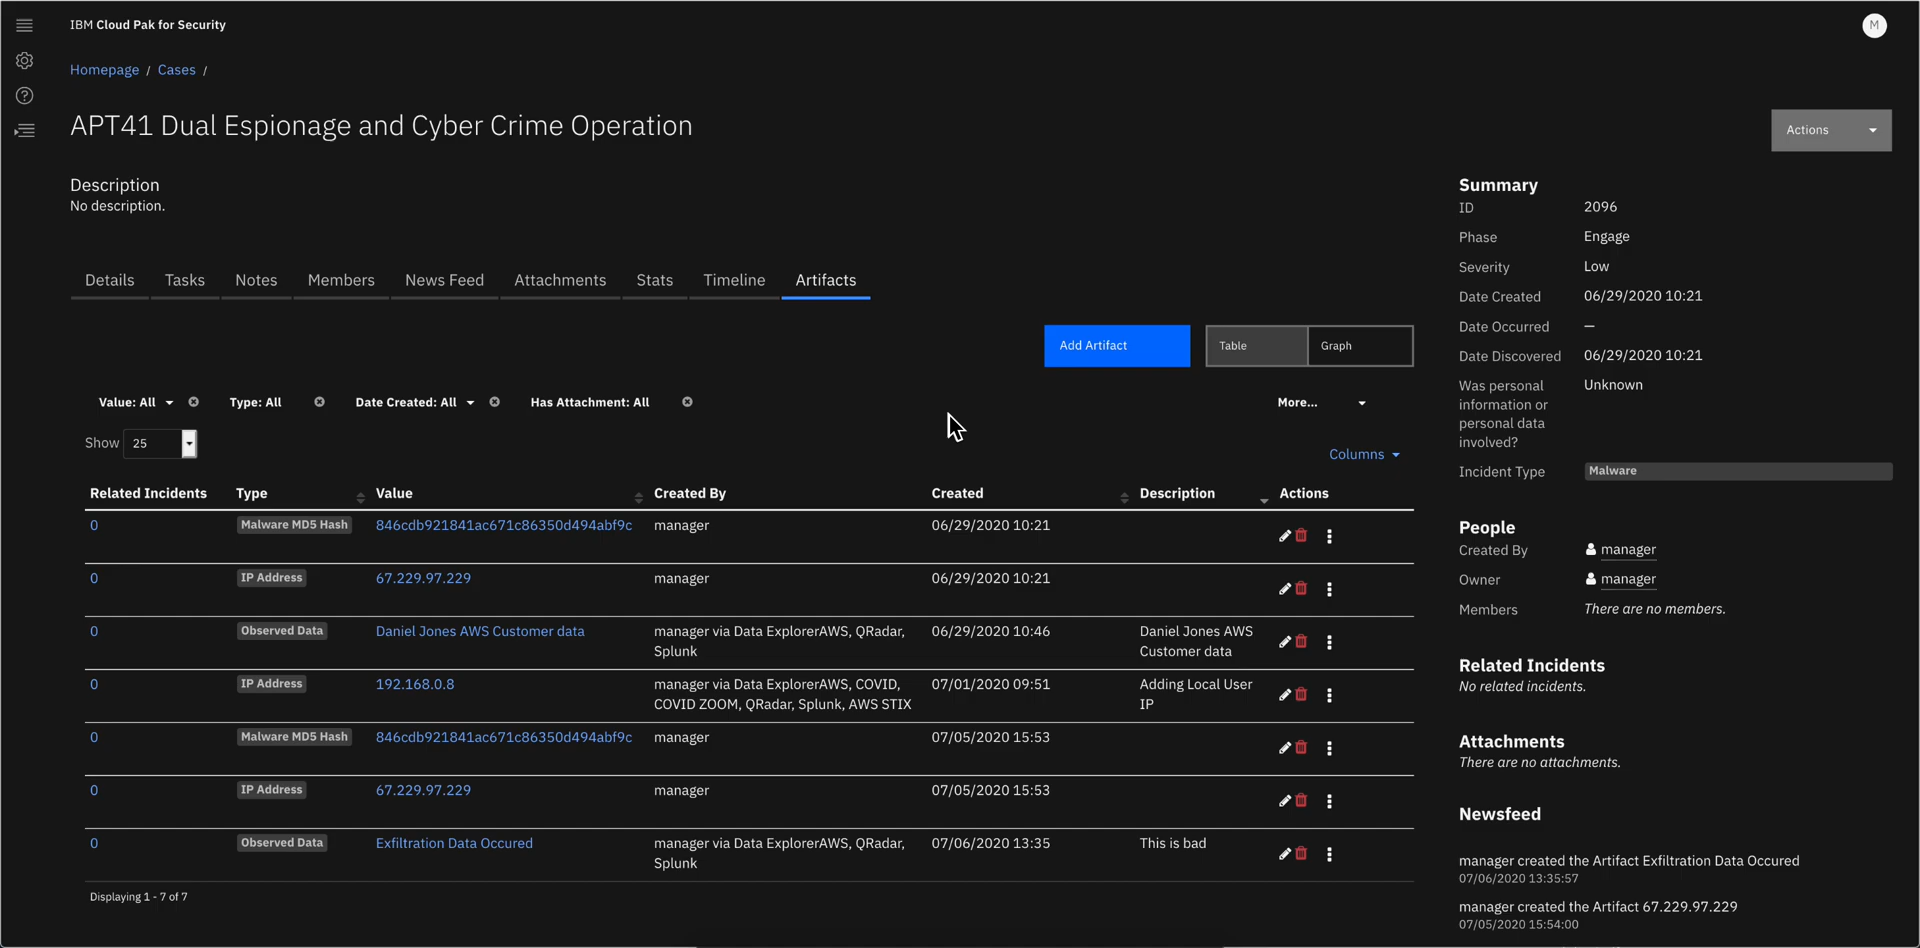 IBM Cloud Pak for Security
M
Homepage / Cases /
APT41 Dual Espionage and Cyber Crime Operation
Actions
Description
No description.
Details Tasks Notes Members News Feed Attachments Stats Timeline Artifacts
Add Artifact Table Graph
Value: All Type: All Date Created: All Has Attachment: All More...
Show 25
Columns
Related Incidents Type Value Created By Created Description Actions
0 Malware MD5 Hash 846cdb921841ac671c86350d494abf9c manager 06/29/2020 10:21
0 IP Address 67.229.97.229 manager 06/29/2020 10:21
0 Observed Data Daniel Jones AWS Customer data manager via Data ExplorerAWS, QRadar, 06/29/2020 10:46 Daniel Jones AWS
Splunk Customer data
0 IP Address 192.168.0.8 manager via Data ExplorerAWS, COVID, 07/01/2020 09:51 Adding Local User
COVID ZOOM, QRadar, Splunk, AWS STIX IP
0 Malware MD5 Hash 846cdb921841ac671c86350d494abf9c manager 07/05/2020 15:53
0 IP Address 67.229.97.229 manager 07/05/2020 15:53
0 Observed Data Exfiltration Data Occured manager via Data ExplorerAWS, QRadar, 07/06/2020 13:35 This is bad
Splunk
Displaying 1 - 7 of 7
Summary
ID 2096
Phase Engage
Severity Low
Date Created 06/29/2020 10:21
Date Occurred —
Date Discovered 06/29/2020 10:21
Was personal Unknown
information or
personal data
involved?
Incident Type Malware
People
Created By manager
Owner manager
Members There are no members.
Related Incidents
No related incidents.
Attachments
There are no attachments.
Newsfeed
manager created the Artifact Exfiltration Data Occured
07/06/2020 13:35:57
manager created the Artifact 67.229.97.229
07/05/2020 15:54:00